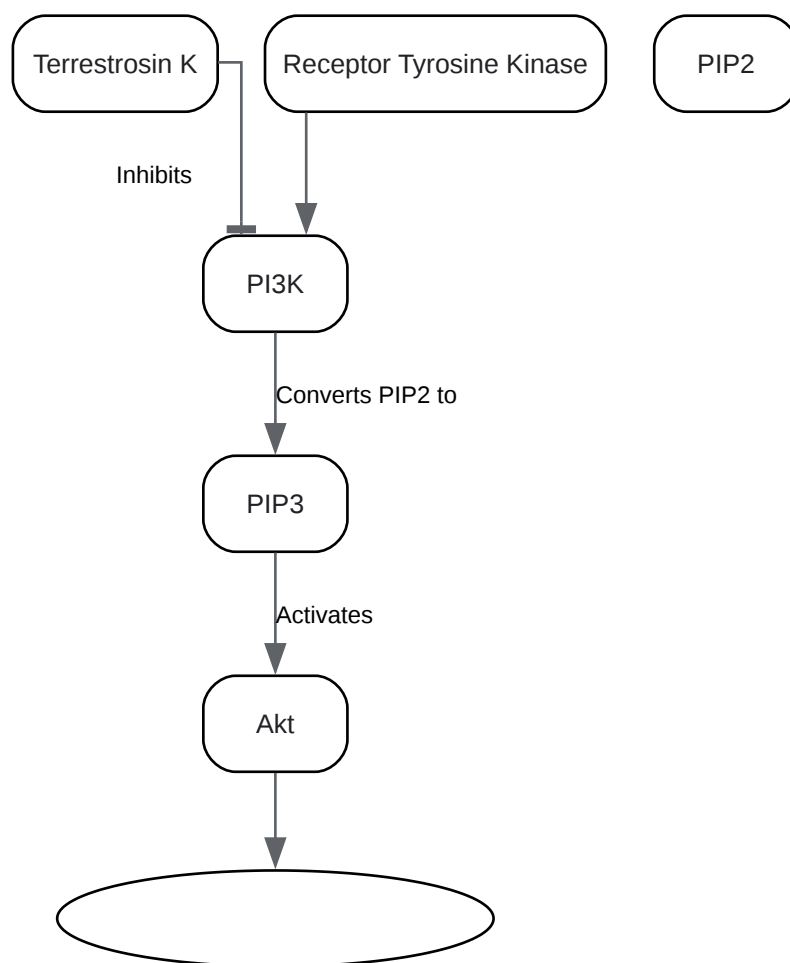 Terrestrosin K
Receptor Tyrosine Kinase
PIP2
Inhibits
PI3K
Converts PIP2 to
PIP3
Activates
Akt